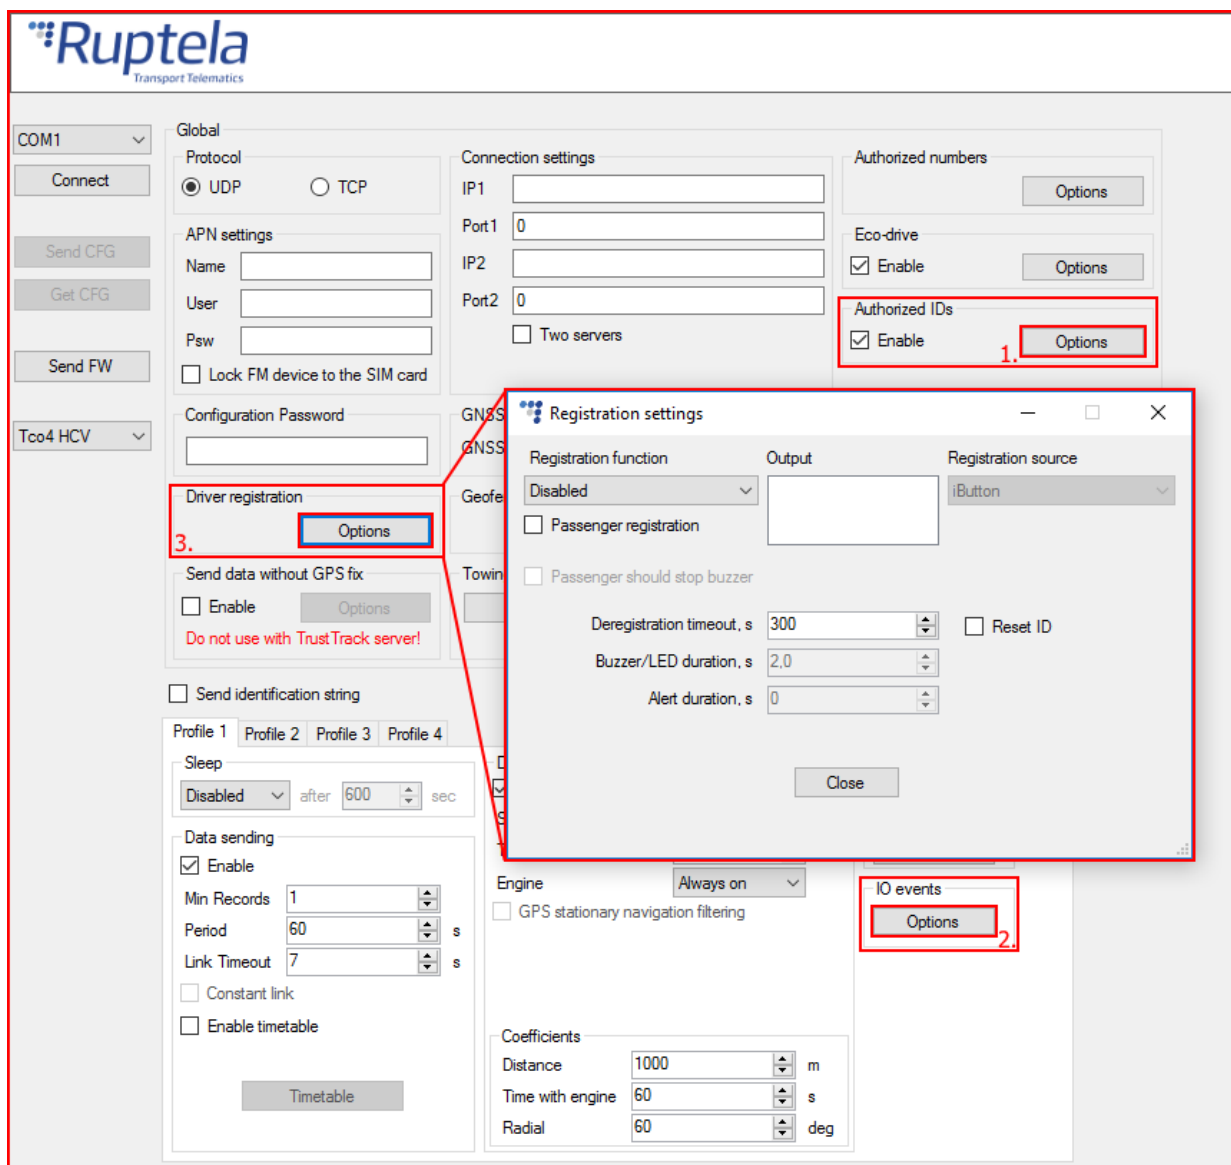 Ruptela
Transport Telematics
COM1
Connect
Send CFG
Get CFG
Send FW
Tco4 HCV
Global
Protocol
UDP
TCP
APN settings
Name
User
Psw
Lock FM device to the SIM card
Connection settings
IP1
Port1 0
IP2
Port2 0
Two servers
Authorized numbers
Options
Eco-drive
Enable
Options
Authorized IDs
Enable
1.
Options
Configuration Password
GNSS
GNSS
Driver registration
3.
Options
Geofe
Send data without GPS fix
Enable
Options
Do not use with TrustTrack server!
Towin
Registration settings
Registration function
Output
Registration source
Disabled
iButton
Passenger registration
Passenger should stop buzzer
Deregistration timeout, s 300
Reset ID
Buzzer/LED duration, s 2,0
Alert duration, s 0
Close
Send identification string
Profile 1 Profile 2 Profile 3 Profile 4
Sleep
Disabled after 600 sec
Data sending
Enable
Min Records 1
Period 60 s
Link Timeout 7 s
Constant link
Enable timetable
Timetable
Engine Always on
GPS stationary navigation filtering
IO events
Options
2.
Coefficients
Distance 1000 m
Time with engine 60 s
Radial 60 deg